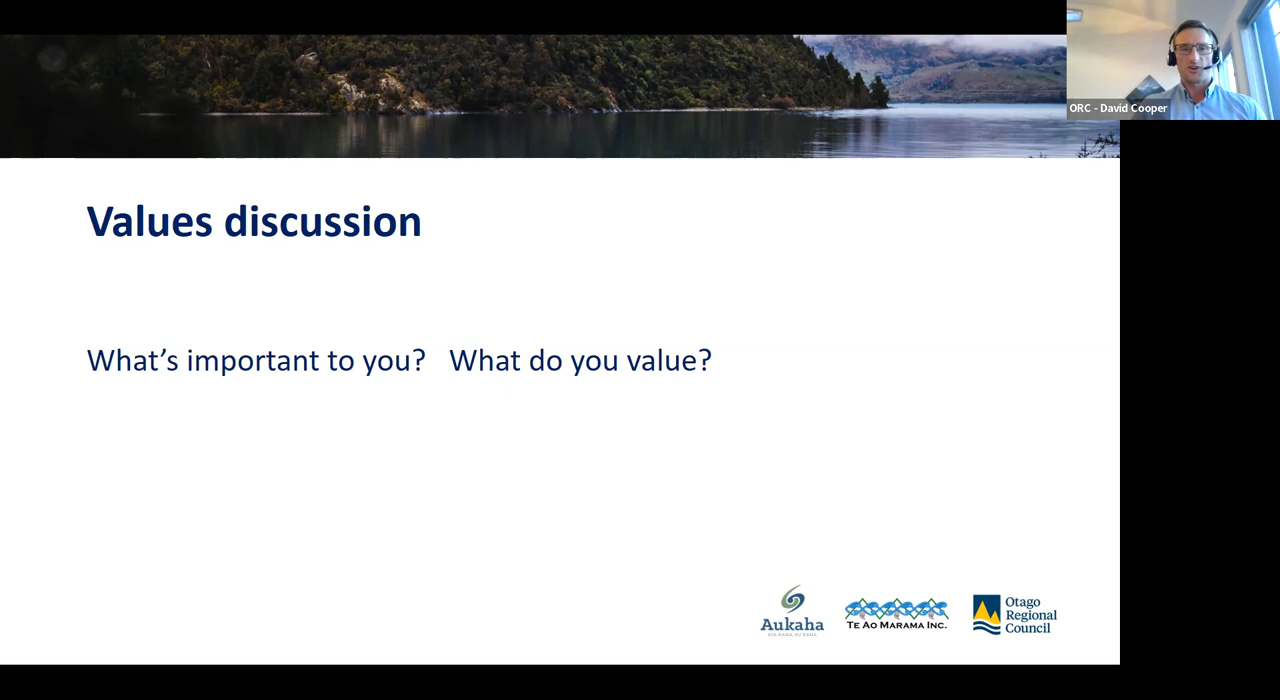 ORC - David Cooper
Values discussion
What's important to you?   What do you value?
Aukaha
TE AO MARAMA INC.
Otago
Regional
Council